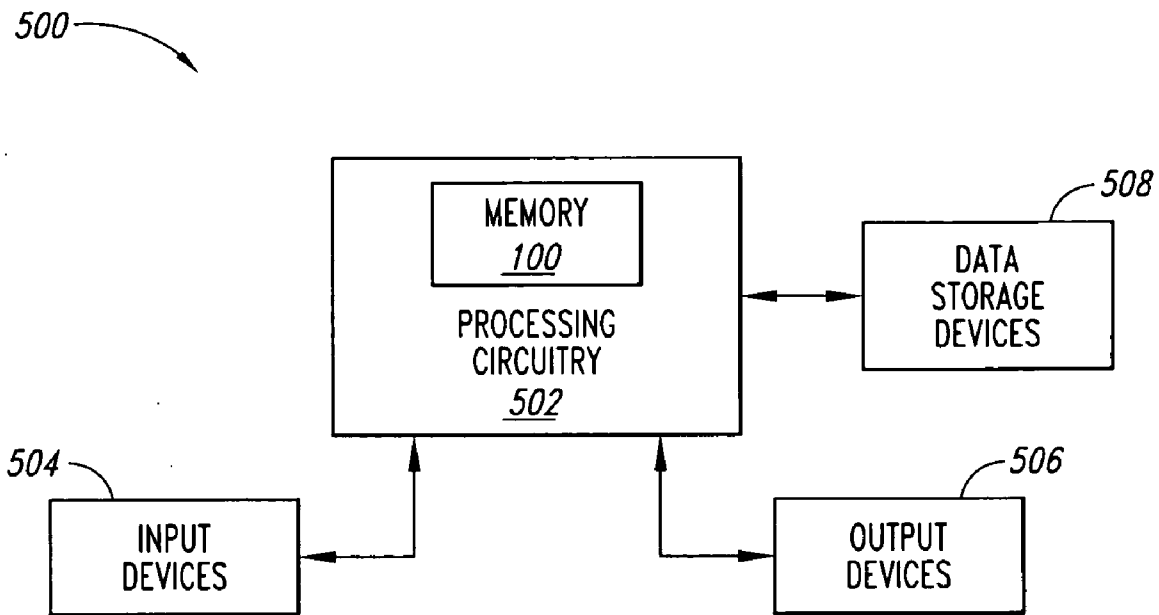 500
MEMORY
100
PROCESSING
CIRCUITRY
502
508
DATA
STORAGE
DEVICES
504
INPUT
DEVICES
506
OUTPUT
DEVICES